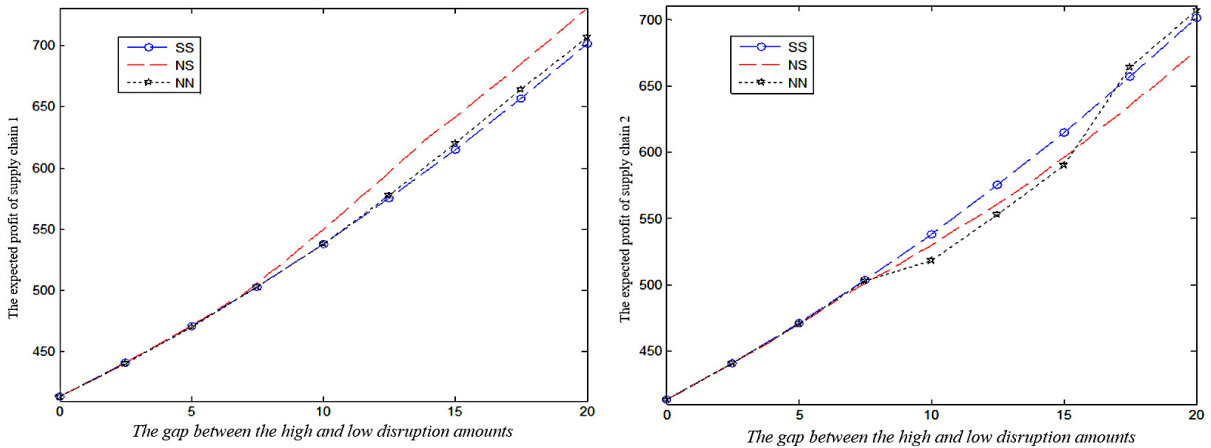 The expected profit of supply chain 1
700
650
600
550
500
450
SS
NS
NN
0 5 10 15 20
The gap between the high and low disruption amounts
The expected profit of supply chain 2
700
650
600
550
500
450
SS
NS
NN
0 5 10 15 20
The gap between the high and low disruption amounts